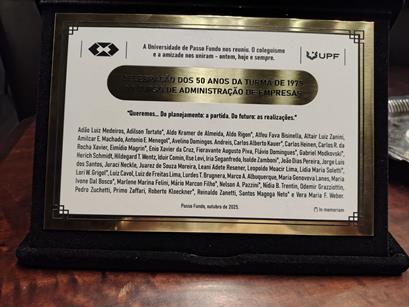 A Universidade de Passo Fundo nos reuniu. O coleguismo
e a amizade nos uniram - ontem, hoje e sempre.
UPF
CELEBRAÇÃO DOS 50 ANOS DA TURMA DE 1975
DO CURSO DE ADMINISTRAÇÃO DE EMPRESAS
"Queremos... Do planejamento: a partida. Do futuro: as realizações."
Adão Luiz Medeiros, Adilson Tortato*, Aldo Kramer de Almeida, Aldo Rigon*, Alfeu Fava Bisinella, Altair Luiz Zanini,
Amilcar E. Machado, Antonio E. Menegol*, Avelino Zandoná, Carlos Alberto Kauer*, Carlos Heinen, Carlos R. da
Rocha Xavier, Eimídio Magrin*, Enio Xavier da Cruz, Fioravante Augusto Piva, Flávio Domingues*, Gabriel Modkovski*,
Herich Schmidt, Hildegard T. Wentz, Idoir Comin, Ilse Lovi, Iria Seganfredo, Isolde Zamboni*, João Dias Pereira, Jorge Luis
dos Santos, Juraci Neckle, Juarez de Souza Moreira, Leani Adete Resener, Leopoldo Moacir Lima, Lidia Maria Soletti*,
Lori W. Grigol*, Luiz Cavol, Luiz de Freitas Lima, Lurdes T. Brugnera, Marco A. Albuquerque, Maria Genoveva Lanes, Maria
Ivone Dal Bosco*, Marlene Marina Felini, Mário Marcon Filho*, Nelson A. Pazzini*, Nídia B. Trentin, Odemir Grazziottin,
Pedro Zuchetti, Primo Zaffari, Roberto Kloeckner*, Reovaldo Domingos Zanetti, Santos Magoga Neto* e Vera Maria F. Weber.
Passo Fundo, outubro de 2025.
(*) In memoriam